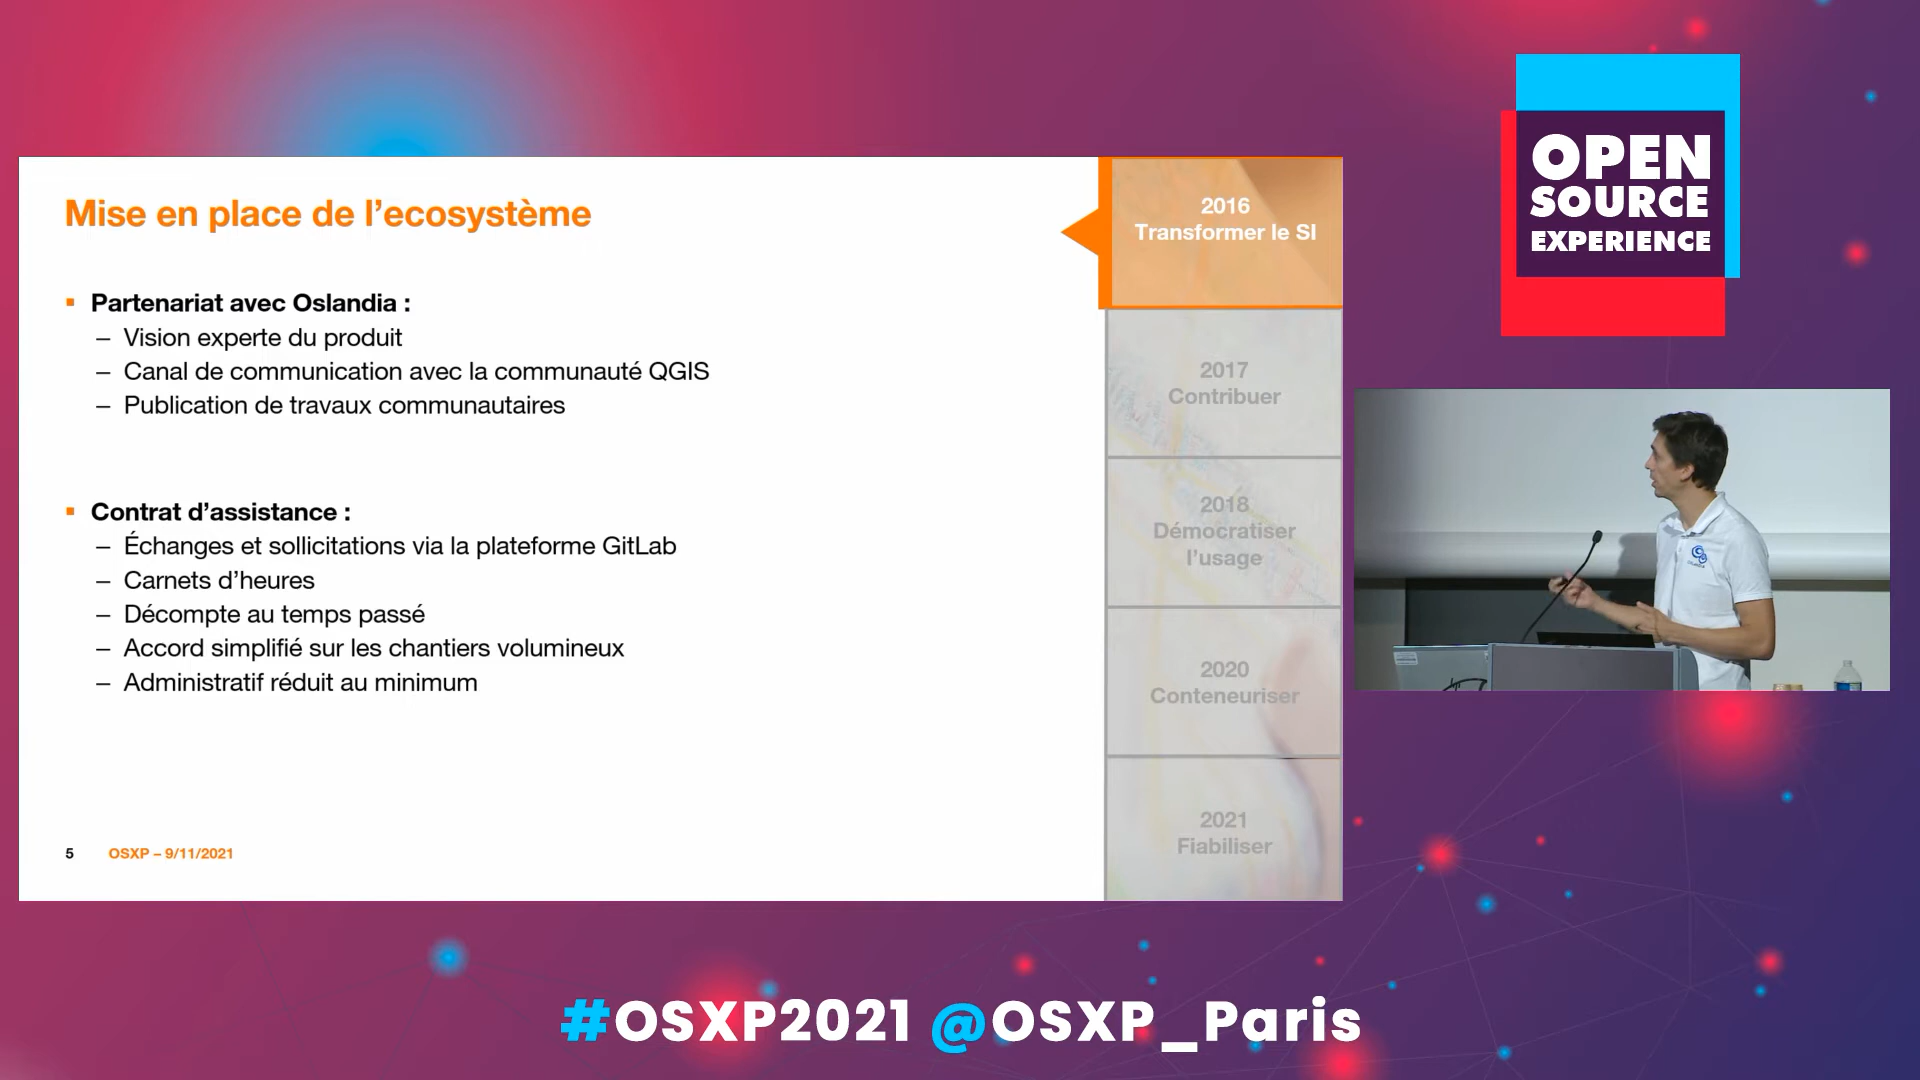 Mise en place de l’ecosystème
▪ Partenariat avec Oslandia :
– Vision experte du produit
– Canal de communication avec la communauté QGIS
– Publication de travaux communautaires
▪ Contrat d’assistance :
– Échanges et sollicitations via la plateforme GitLab
– Carnets d’heures
– Décompte au temps passé
– Accord simplifié sur les chantiers volumineux
– Administratif réduit au minimum
5 OSXP – 9/11/2021
2016
Transformer le SI
2017
Contribuer
2018
Démocratiser
l’usage
2020
Conteneuriser
2021
Fiabiliser
OPEN
SOURCE
EXPERIENCE
#OSXP2021 @OSXP_Paris